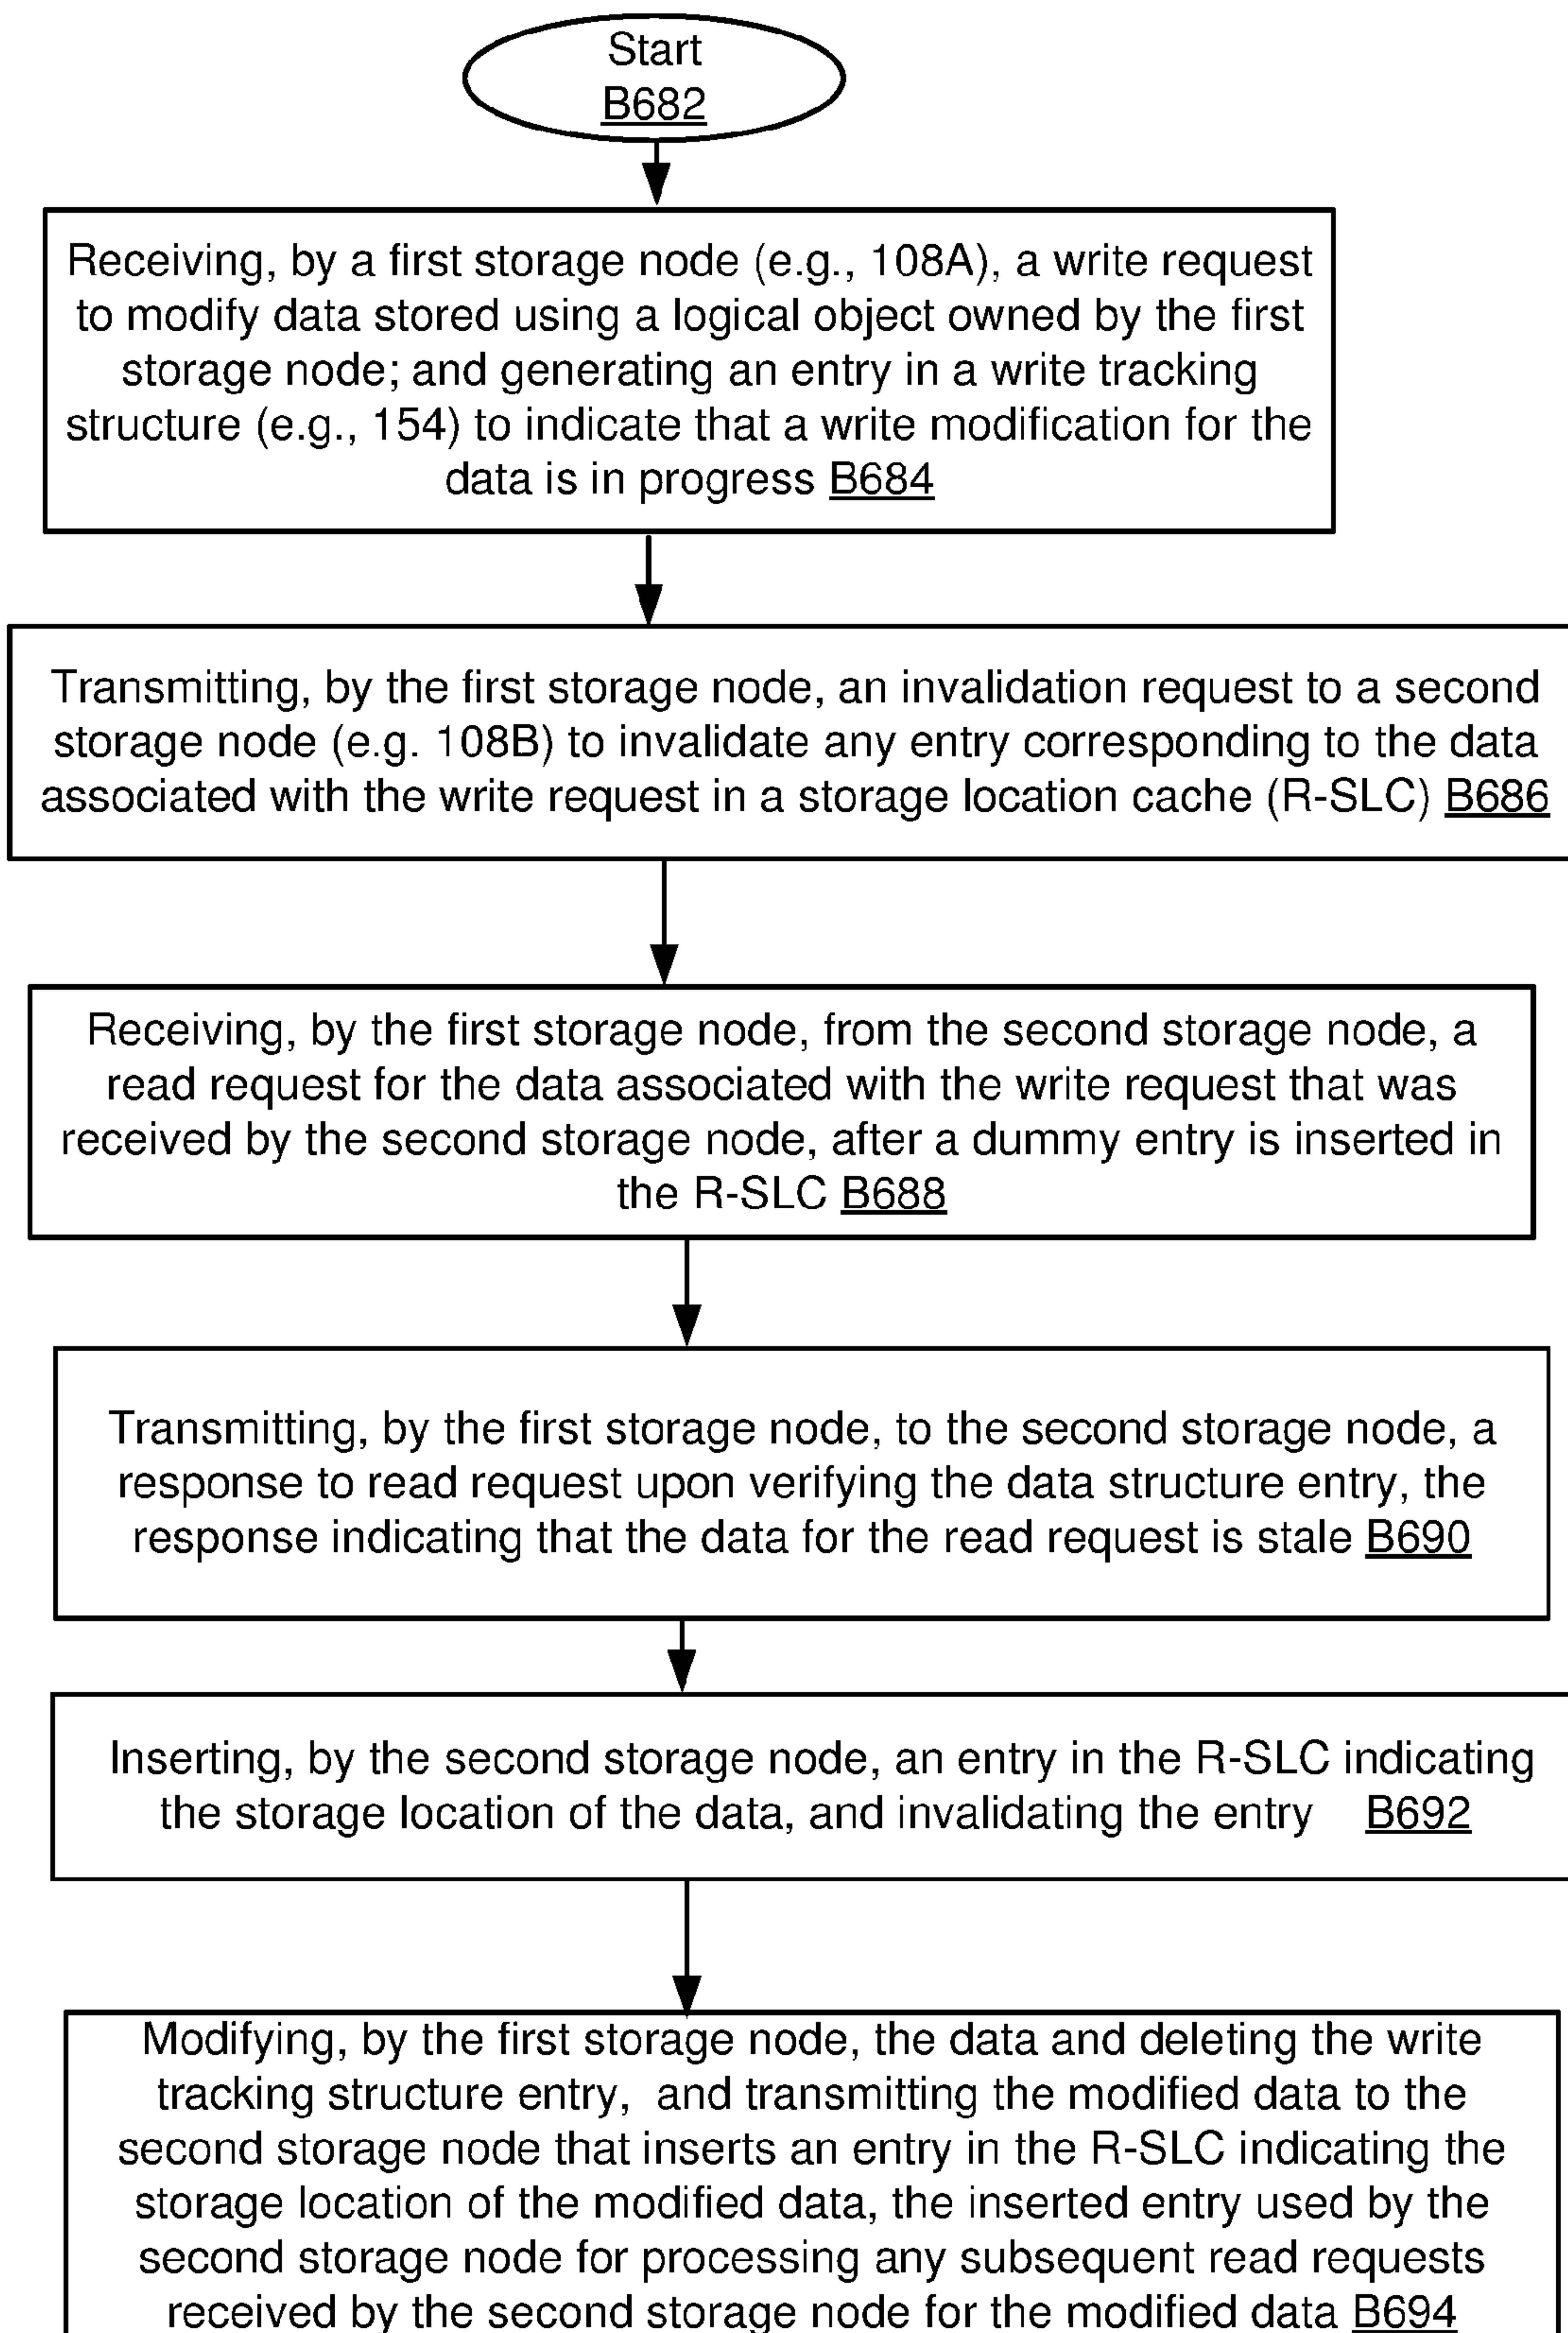 Start
B682
Receiving, by a first storage node (e.g., 108A), a write request
to modify data stored using a logical object owned by the first
storage node; and generating an entry in a write tracking
structure (e.g., 154) to indicate that a write modification for the
data is in progress B684
Transmitting, by the first storage node, an invalidation request to a second
storage node (e.g. 108B) to invalidate any entry corresponding to the data
associated with the write request in a storage location cache (R-SLC) B686
Receiving, by the first storage node, from the second storage node, a
read request for the data associated with the write request that was
received by the second storage node, after a dummy entry is inserted in
the R-SLC B688
Transmitting, by the first storage node, to the second storage node, a
response to read request upon verifying the data structure entry, the
response indicating that the data for the read request is stale B690
Inserting, by the second storage node, an entry in the R-SLC indicating
the storage location of the data, and invalidating the entry B692
Modifying, by the first storage node, the data and deleting the write
tracking structure entry, and transmitting the modified data to the
second storage node that inserts an entry in the R-SLC indicating the
storage location of the modified data, the inserted entry used by the
second storage node for processing any subsequent read requests
received by the second storage node for the modified data B694